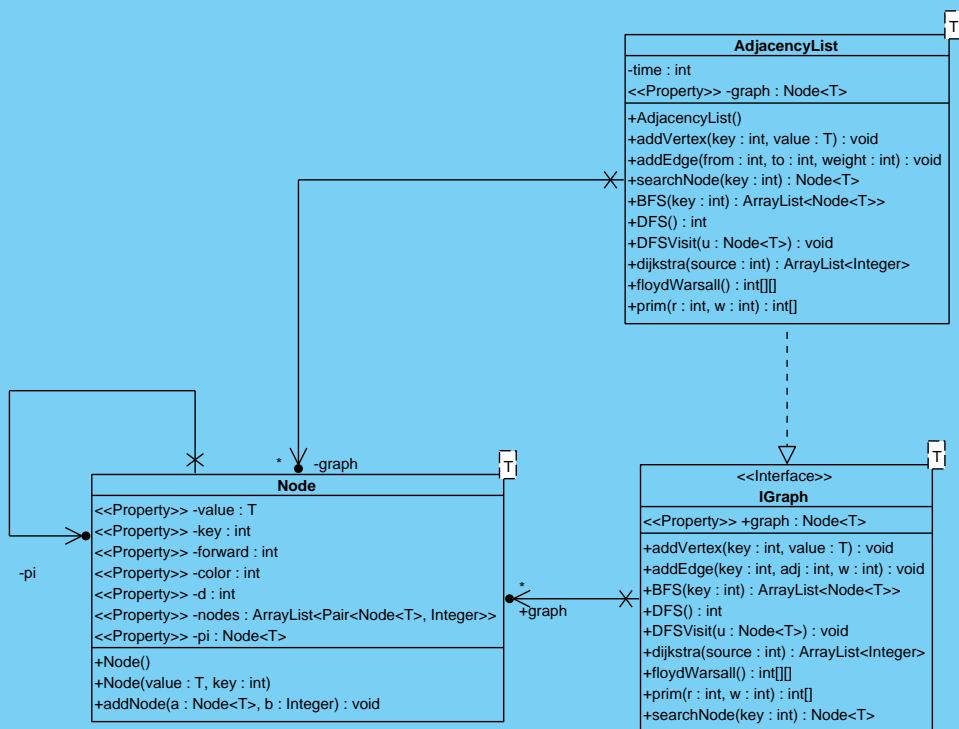 T
AdjacencyList
-time : int
<<Property>> -graph : Node<T>
+AdjacencyList()
+addVertex(key : int, value : T) : void
+addEdge(from : int, to : int, weight : int) : void
+searchNode(key : int) : Node<T>
+BFS(key : int) : ArrayList<Node<T>>
+DFS() : int
+DFSVisit(u : Node<T>) : void
+dijkstra(source : int) : ArrayList<Integer>
+floydWarsall() : int[][]
+prim(r : int, w : int) : int[]
* -graph
-pi
T
Node
<<Property>> -value : T
<<Property>> -key : int
<<Property>> -forward : int
<<Property>> -color : int
<<Property>> -d : int
<<Property>> -nodes : ArrayList<Pair<Node<T>, Integer>>
<<Property>> -pi : Node<T>
+Node()
+Node(value : T, key : int)
+addNode(a : Node<T>, b : Integer) : void
*
+graph
T
<<Interface>>
IGraph
<<Property>> +graph : Node<T>
+addVertex(key : int, value : T) : void
+addEdge(key : int, adj : int, w : int) : void
+BFS(key : int) : ArrayList<Node<T>>
+DFS() : int
+DFSVisit(u : Node<T>) : void
+dijkstra(source : int) : ArrayList<Integer>
+floydWarsall() : int[][]
+prim(r : int, w : int) : int[]
+searchNode(key : int) : Node<T>